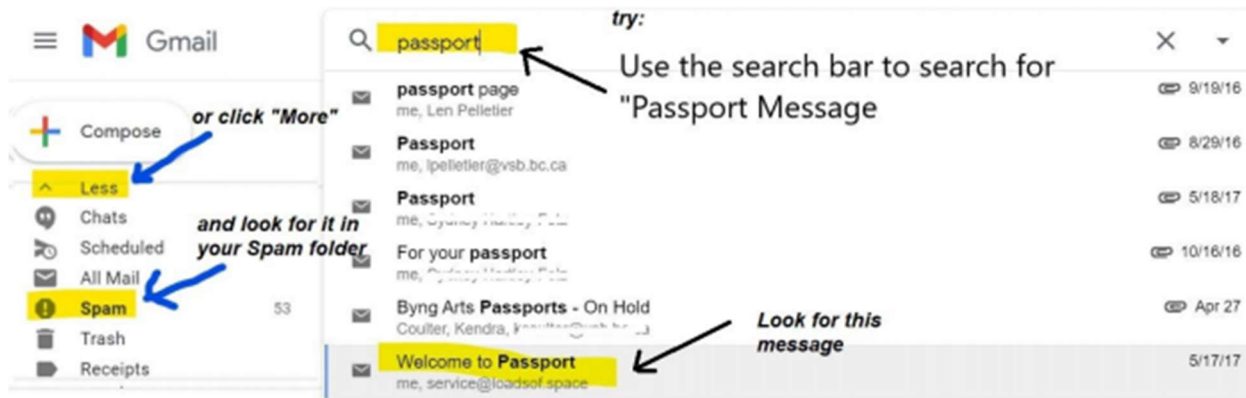 try:
Gmail
passport
Use the search bar to search for
"Passport Message
passport page
9/19/16
me, Len Pelletier
or click "More"
Compose
Passport
8/29/16
me, lpelletier@vsb.bc.ca
Less
Passport
5/18/17
me,
Chats
and look for it in
your Spam folder
Scheduled
For your passport
10/16/16
me,
All Mail
Spam
53
Byng Arts Passports - On Hold
Apr 27
Coulter, Kendra,
Look for this
message
Trash
Welcome to Passport
5/17/17
me, service@loadsof.space
Receipts